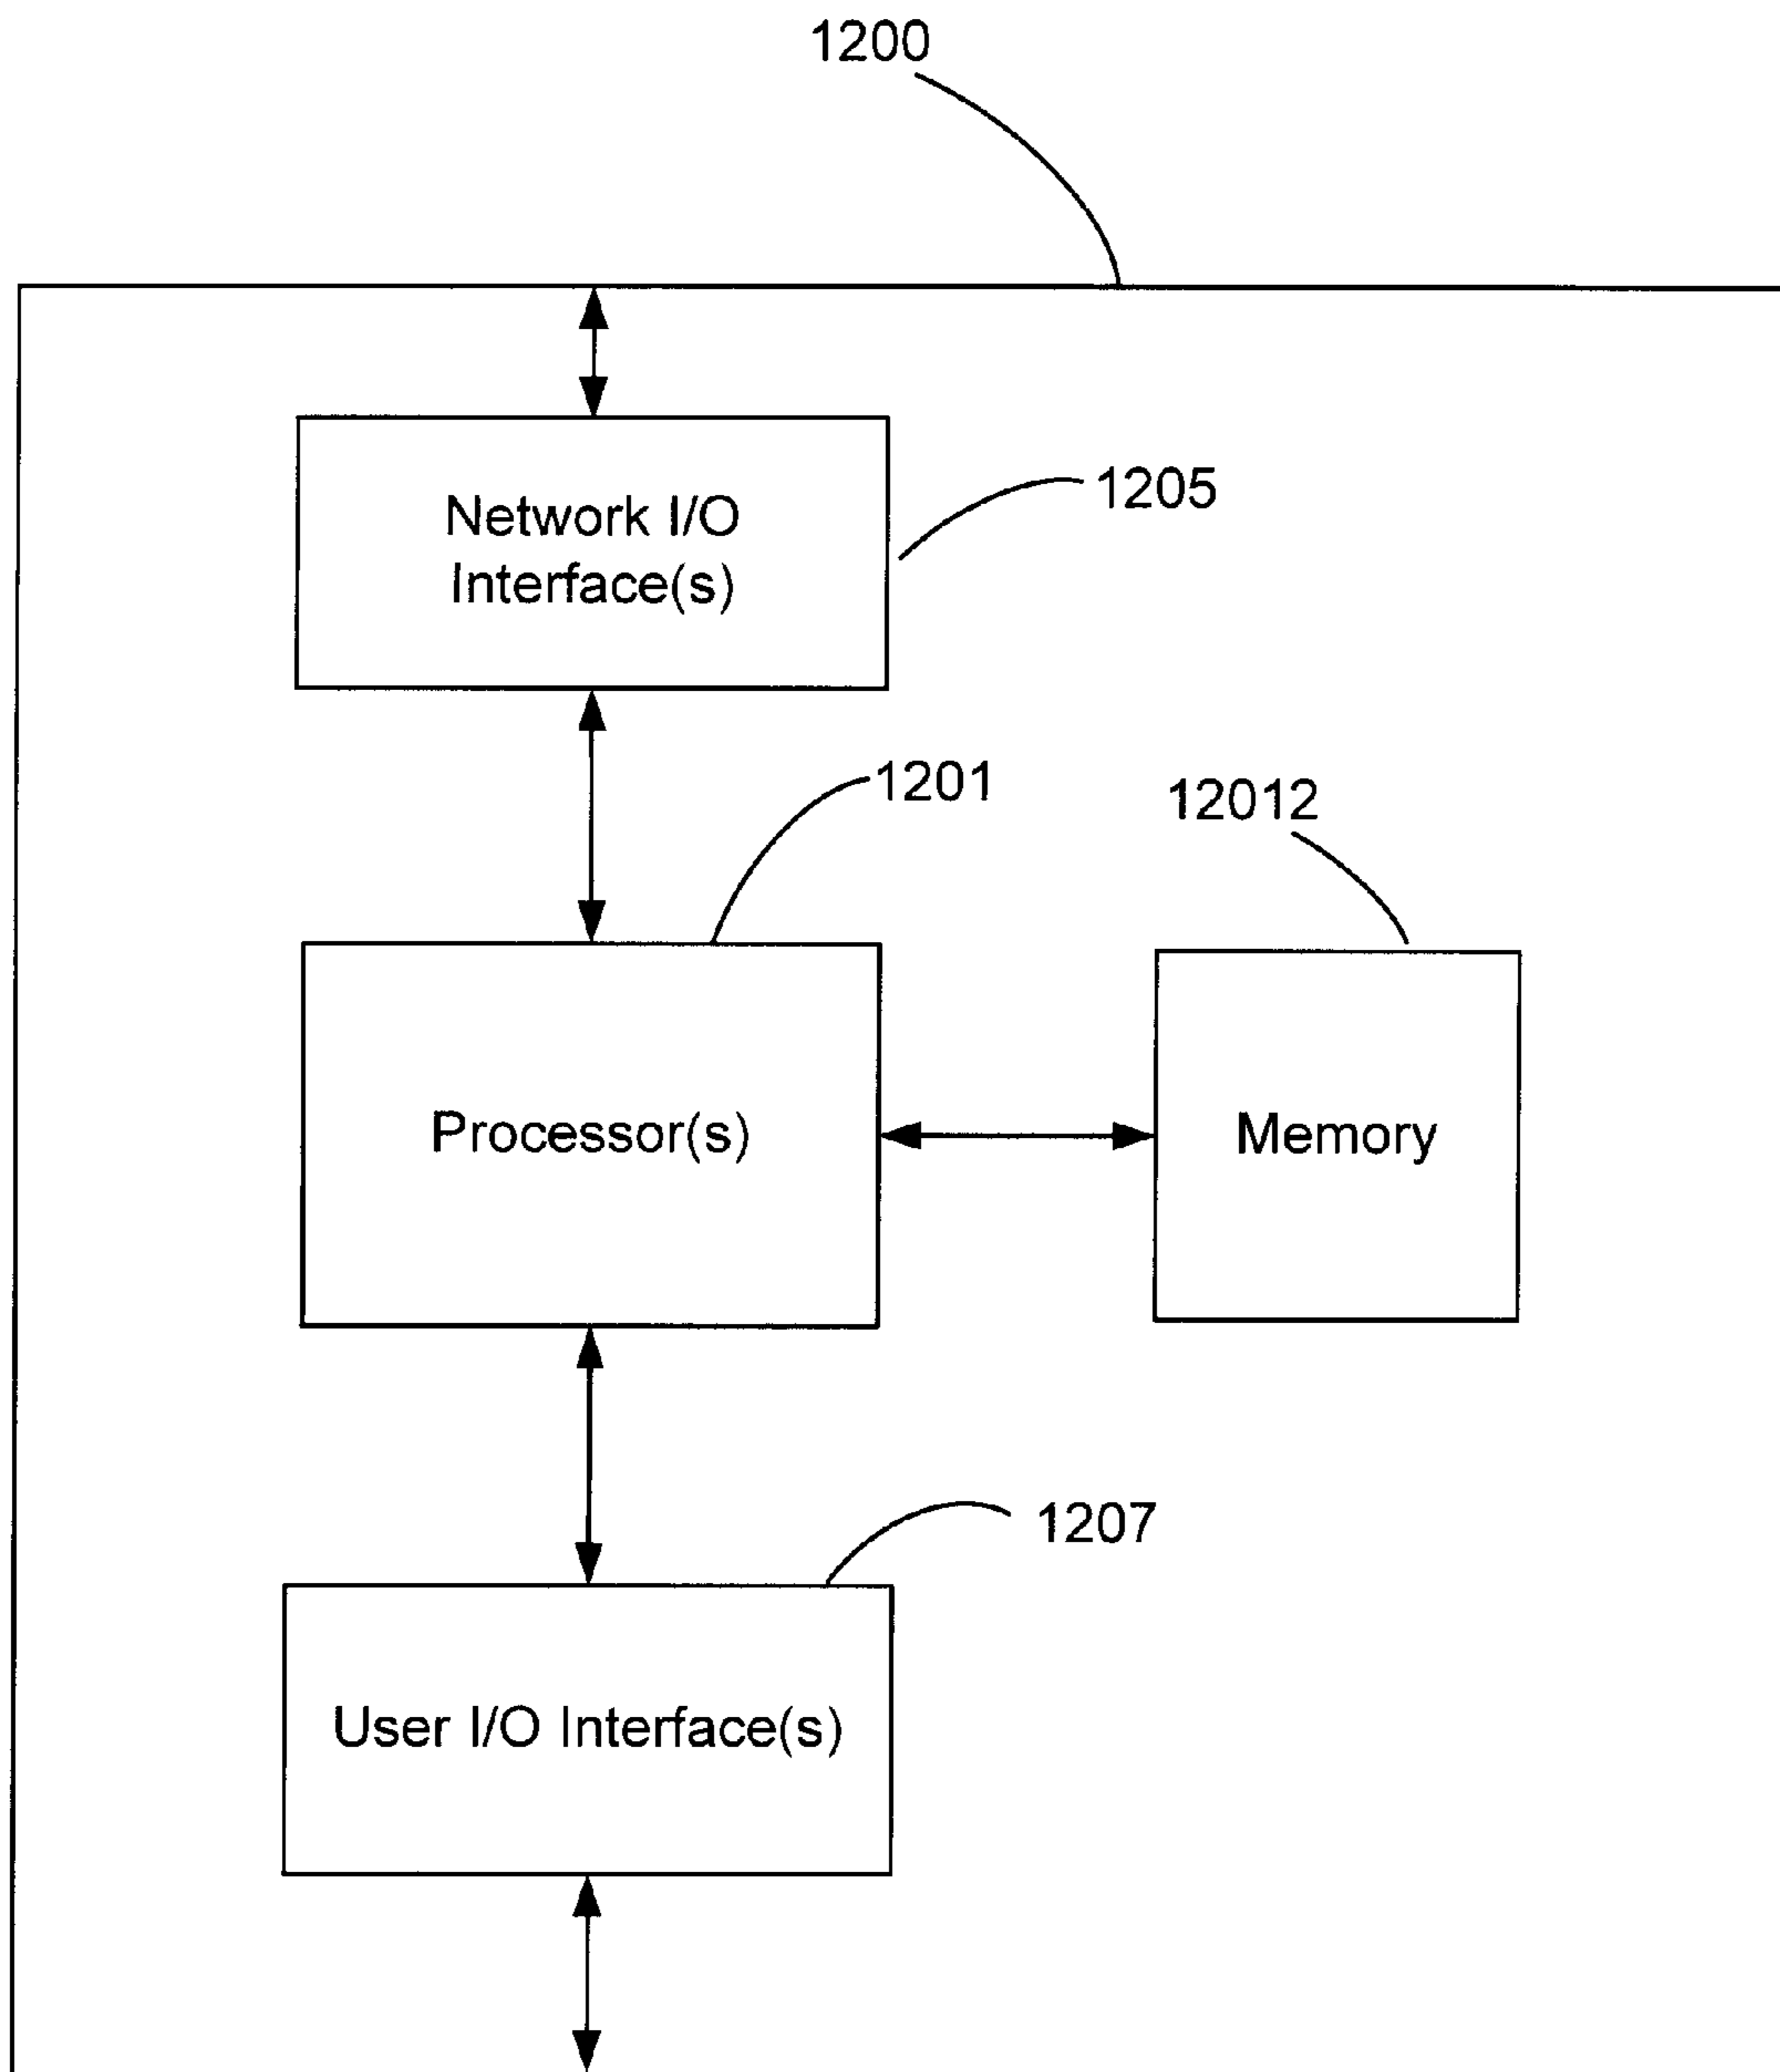 1200
Network I/O
Interface(s)
1205
1201
12012
Processor(s)
Memory
1207
User I/O Interface(s)